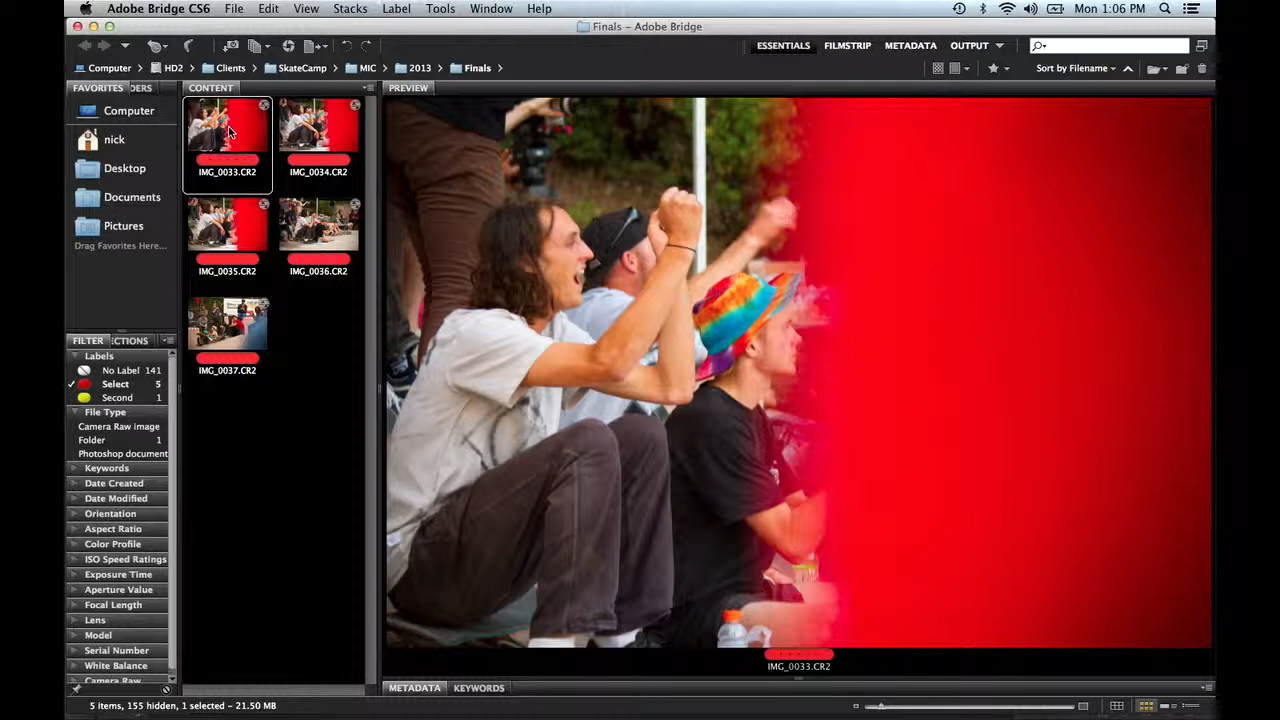 Adobe Bridge CS6 File Edit View Stacks Label Tools Window Help Mon 1:06 PM
Finals – Adobe Bridge
ESSENTIALS FILMSTRIP METADATA OUTPUT
Computer HD2 Clients SkateCamp MIC 2013 Finals Sort by Filename
FAVORITES DERS CONTENT PREVIEW
Computer
nick
Desktop
Documents
Pictures
Drag Favorites Here...
IMG_0033.CR2 IMG_0034.CR2
IMG_0035.CR2 IMG_0036.CR2
IMG_0037.CR2
FILTER ECTIONS
Labels
No Label 141
Select 5
Second 1
File Type
Camera Raw image
Folder 1
Photoshop document
Keywords
Date Created
Date Modified
Orientation
Aspect Ratio
Color Profile
ISO Speed Ratings
Exposure Time
Aperture Value
Focal Length
Lens
Model
Serial Number
White Balance
Camera Raw
IMG_0033.CR2
METADATA KEYWORDS
5 items, 155 hidden, 1 selected – 21.50 MB